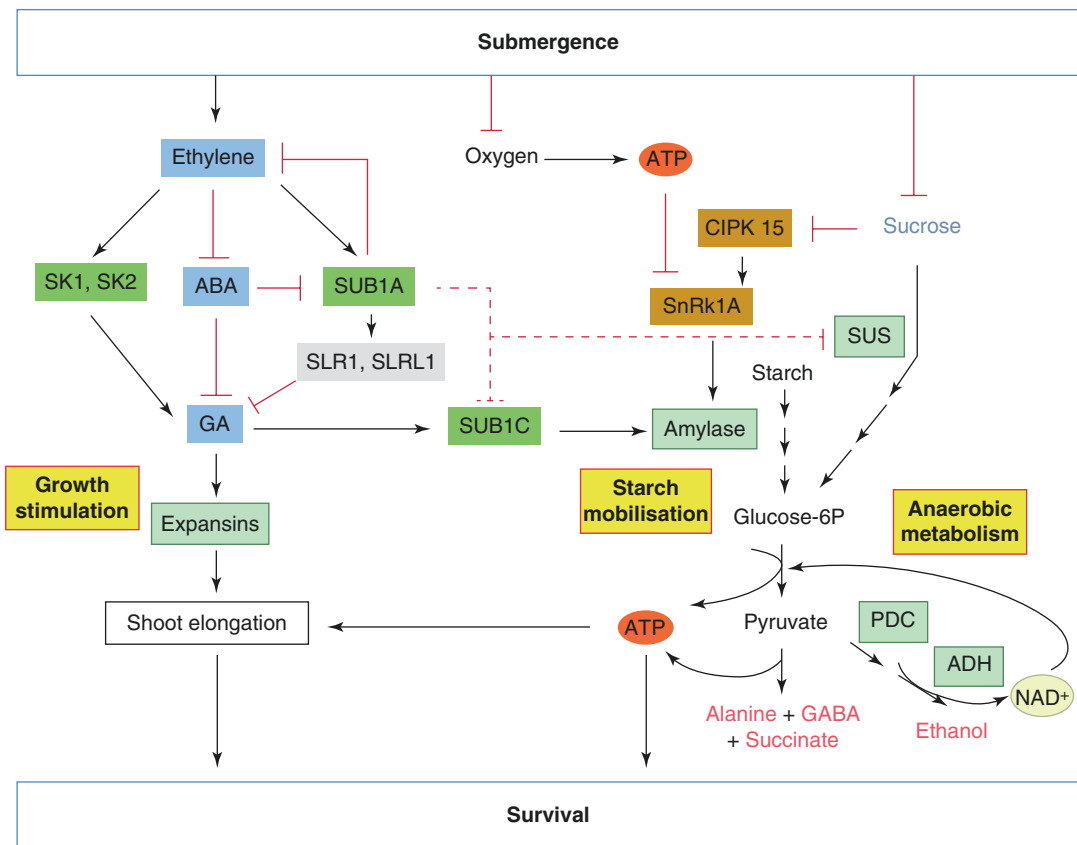 Submergence
Ethylene
Oxygen
ATP
CIPK 15
Sucrose
SK1, SK2
ABA
SUB1A
SnRk1A
SUS
SLR1, SLRL1
Starch
GA
SUB1C
Amylase
Growth
stimulation
Starch
mobilisation
Anaerobic
metabolism
Expansins
Glucose-6P
Shoot elongation
ATP
Pyruvate
PDC
ADH
NAD+
Alanine + GABA
+ Succinate
Ethanol
Survival